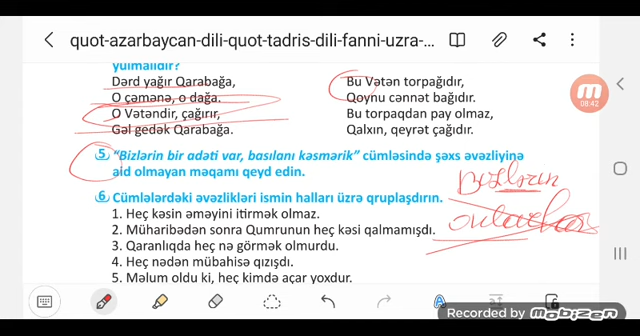 quot-azarbaycan-dili-quot-tadris-dili-fanni-uzra-...
yulmalıdır?
Dərd yağır Qarabağa,
O çəmənə, o dağa.
O Vətəndir, çağırır,
Gəl gedək Qarabağa.
Bu Vətən torpağıdır,
Qoynu cənnət bağıdır.
Bu torpaqdan pay olmaz,
Qalxın, qeyrət çağıdır.
08:42
5 "Bizlərin bir adəti var, basılanı kəsmərik" cümləsində şəxs əvəzliyinə
aid olmayan məqamı qeyd edin.
Bizlərin
6 Cümlələrdəki əvəzlikləri ismin halları üzrə qruplaşdırın.
1. Heç kəsin əməyini itirmək olmaz.
2. Müharibədən sonra Qumrunun heç kəsi qalmamışdı.
3. Qaranlıqda heç nə görmək olmurdu.
4. Heç nədən mübahisə qızışdı.
5. Məlum oldu ki, heç kimdə açar yoxdur.
Recorded by
mobizen